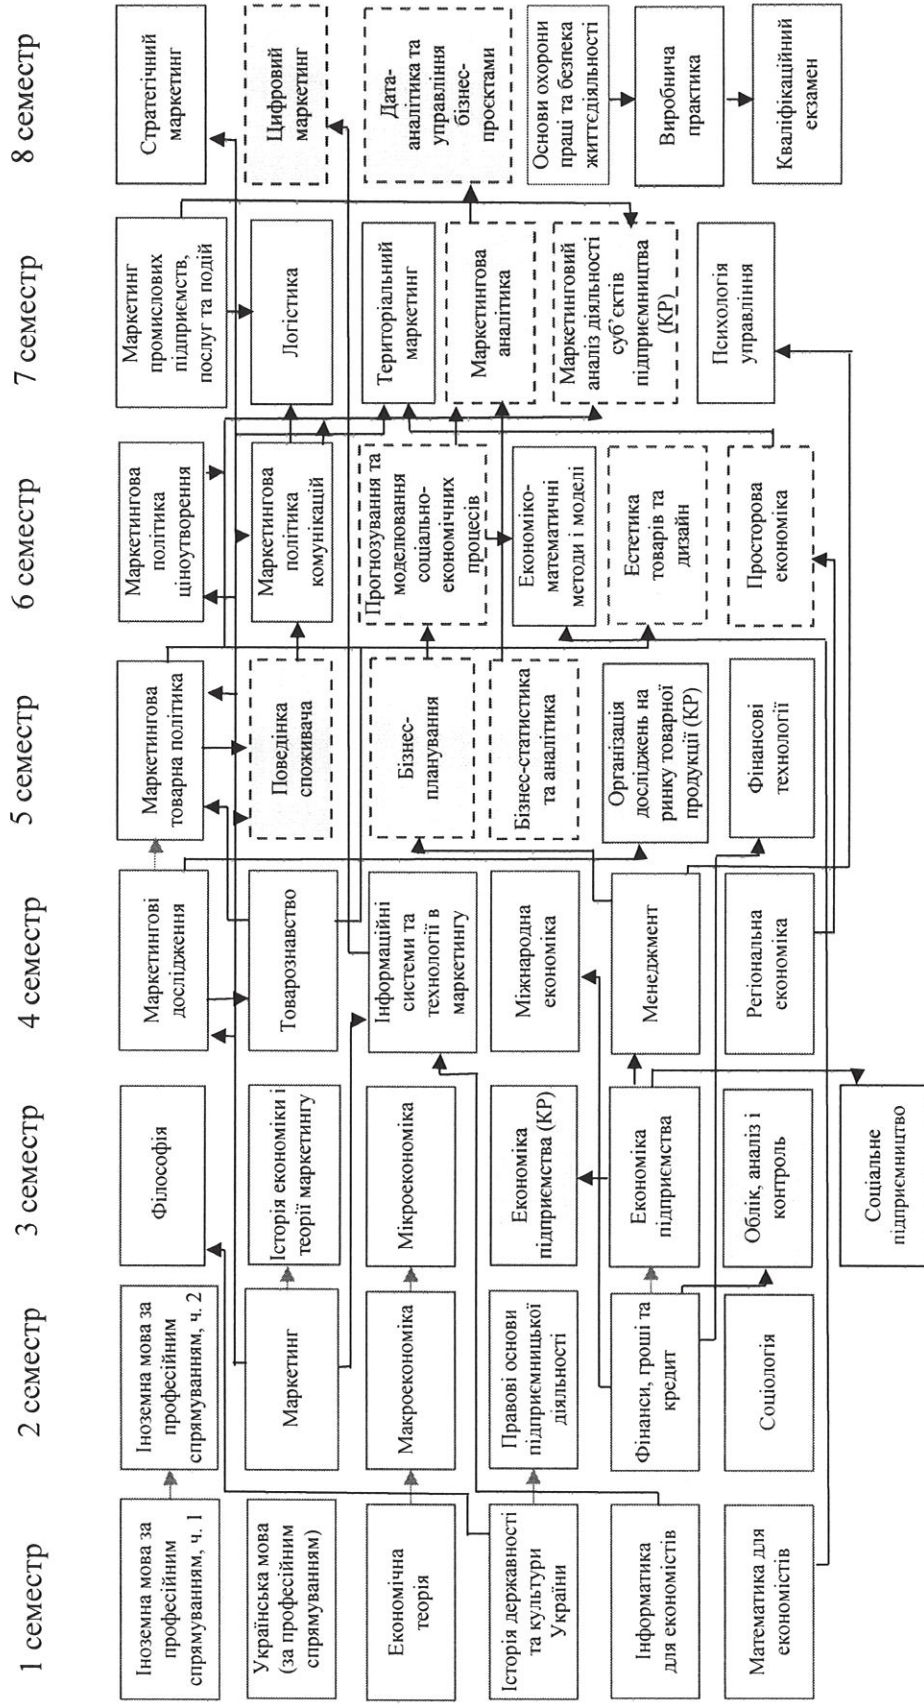 1 семестр
Іноземна мова за
професійним
спрямуванням, ч. 1
Українська мова
(за професійним
спрямуванням)
Економічна
теорія
Історія державності
та культури
України
Інформатика
для економістів
Математика для
економістів
2 семестр
Іноземна мова за
професійним
спрямуванням, ч. 2
Маркетинг
Макроекономіка
Правові основи
підприємницької
діяльності
Фінанси, гроші та
кредит
Соціологія
3 семестр
Філософія
Історія економіки і
теорії маркетингу
Мікроекономіка
Економіка
підприємства (КР)
Економіка
підприємства
Облік, аналіз і
контроль
Соціальне
підприємництво
4 семестр
Маркетингові
дослідження
Товарознавство
Інформаційні
системи та
технології в
маркетингу
Міжнародна
економіка
Менеджмент
Регіональна
економіка
5 семестр
Маркетингова
товарна політика
Поведінка
споживача
Бізнес-
планування
Бізнес-статистика
та аналітика
Організація
досліджень на
ринку товарної
продукції (КР)
Фінансові
технології
6 семестр
Маркетингова
політика
ціноутворення
Маркетингова
політика
комунікацій
Прогнозування та
моделювання
соціально-
економічних
процесів
Економіко-
математичні
методи і моделі
Естетика
товарів та
дизайн
Просторова
економіка
7 семестр
Маркетинг
промислових
підприємств,
послуг та подій
Логістика
Територіальний
маркетинг
Маркетингова
аналітика
Маркетинговий
аналіз діяльності
суб’єктів
підприємництва
(КР)
Психологія
управління
8 семестр
Стратегічний
маркетинг
Цифровий
маркетинг
Дата-
аналітика та
управління
бізнес-
проєктами
Основи охорони
праці та безпека
життєдіяльності
Виробнича
практика
Кваліфікаційний
екзамен